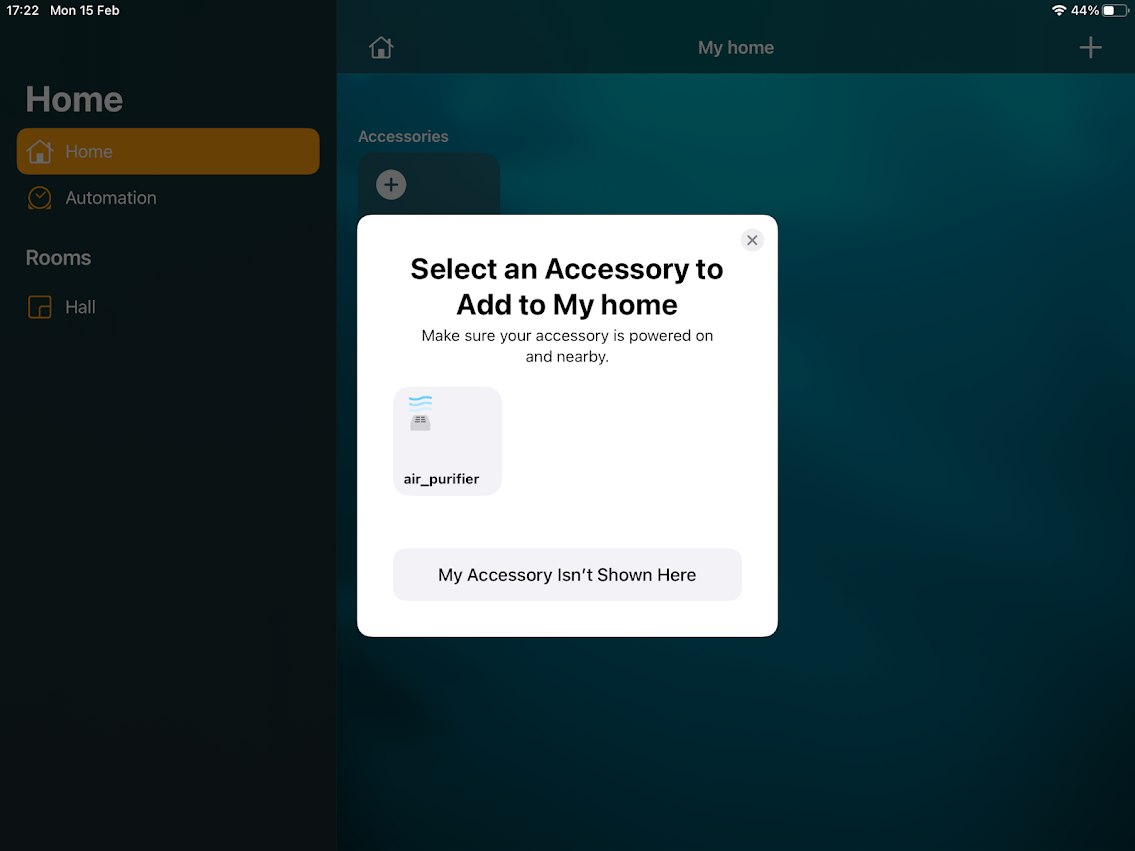 17:22 Mon 15 Feb
44%
Home
Home
Automation
Rooms
Hall
My home
Accessories
Select an Accessory to
Add to My home
Make sure your accessory is powered on
and nearby.
air_purifier
My Accessory Isn’t Shown Here